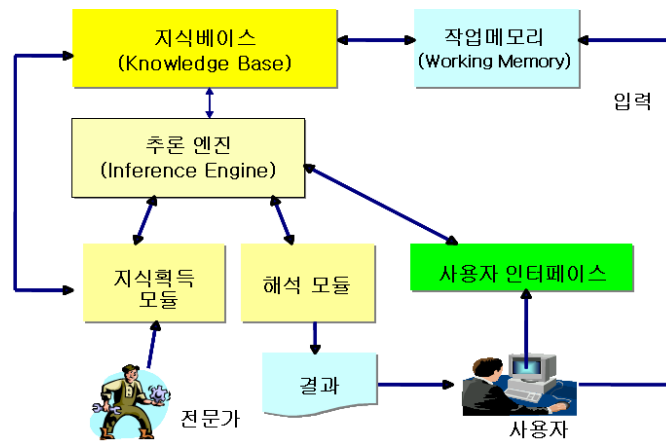 지식베이스
(Knowledge Base)
작업메모리
(Working Memory)
입력
추론 엔진
(Inference Engine)
지식획득
모듈
해석 모듈
사용자 인터페이스
결과
전문가
사용자